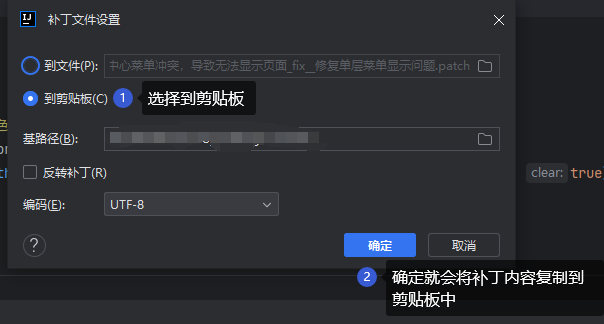 IJ
补丁文件设置
到文件(P):
中心菜单冲突，导致无法显示页面_fix__修复单层菜单显示问题.patch
到剪贴板(C)
1 选择到剪贴板
基路径(B):
反转补丁(R)
clear: true
编码(E):
UTF-8
?
确定
取消
2 确定就会将补丁内容复制到
剪贴板中